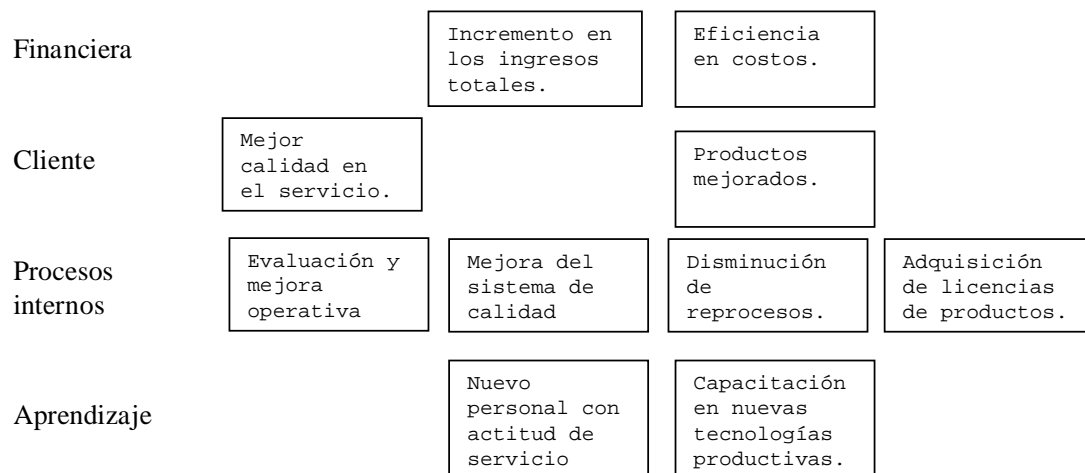 Financiera
Incremento en
los ingresos
totales.
Eficiencia
en costos.
Cliente
Mejor
calidad en
el servicio.
Productos
mejorados.
Procesos
internos
Evaluación y
mejora
operativa
Mejora del
sistema de
calidad
Disminución
de
reprocesos.
Adquisición
de licencias
de productos.
Aprendizaje
Nuevo
personal con
actitud de
servicio
Capacitación
en nuevas
tecnologías
productivas.